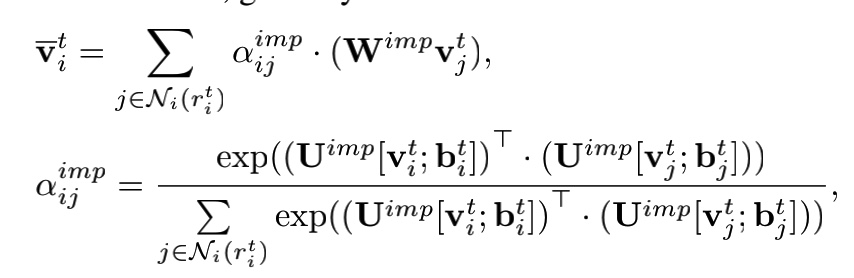 $\overline{\mathbf{v}}_i^t = \sum_{j \in \mathcal{N}_i(r_i^t)} \alpha_{ij}^{imp} \cdot (\mathbf{W}^{imp} \mathbf{v}_j^t),$
$\alpha_{ij}^{imp} = \frac{\exp((\mathbf{U}^{imp}[\mathbf{v}_i^t; \mathbf{b}_i^t])^\top \cdot (\mathbf{U}^{imp}[\mathbf{v}_j^t; \mathbf{b}_j^t]))}{\sum_{j \in \mathcal{N}_i(r_i^t)} \exp((\mathbf{U}^{imp}[\mathbf{v}_i^t; \mathbf{b}_i^t])^\top \cdot (\mathbf{U}^{imp}[\mathbf{v}_j^t; \mathbf{b}_j^t]))},$